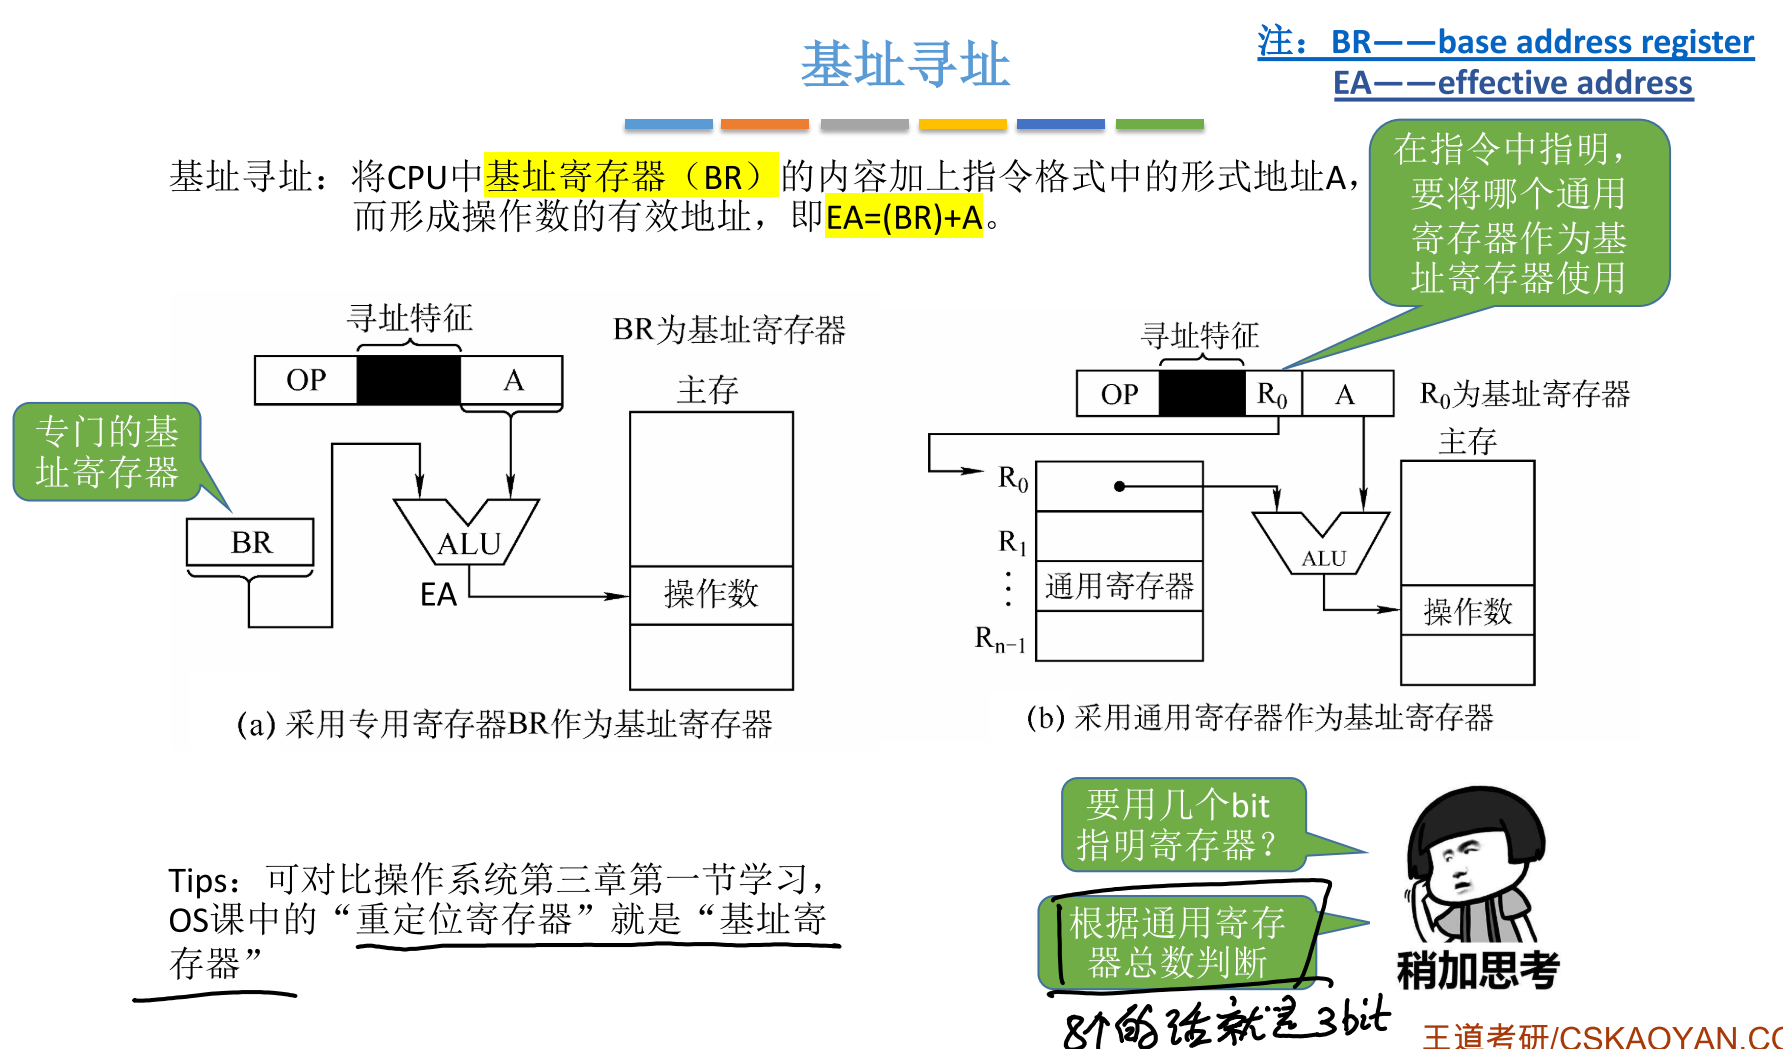 基址寻址
注：BR——base address register
EA——effective address
基址寻址：将CPU中基址寄存器（BR）的内容加上指令格式中的形式地址A，
而形成操作数的有效地址，即EA=(BR)+A。
在指令中指明，
要将哪个通用
寄存器作为基
址寄存器使用
寻址特征
BR为基址寄存器
OP
A
主存
专门的基
址寄存器
BR
ALU
EA
操作数
(a) 采用专用寄存器BR作为基址寄存器
寻址特征
OP
R₀
A
R₀为基址寄存器
主存
R₀
R₁
⋮
通用寄存器
Rₙ₋₁
ALU
操作数
(b) 采用通用寄存器作为基址寄存器
要用几个bit
指明寄存器？
根据通用寄存
器总数判断
8个的话就是3bit
稍加思考
Tips：可对比操作系统第三章第一节学习，
OS课中的“重定位寄存器”就是“基址寄
存器”
王道考研/CSKAOYAN.CO